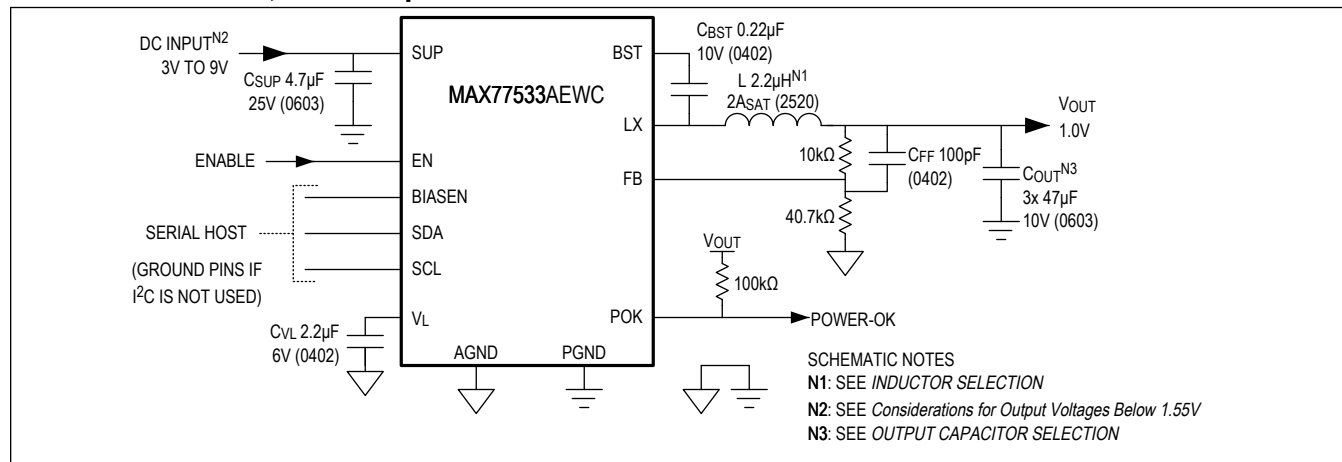 DC INPUTN2
3V TO 9V
CSUP 4.7µF
25V (0603)
SUP
MAX77533AEWC
BST
CBST 0.22µF
10V (0402)
L 2.2µHN1
2ASAT (2520)
LX
VOUT
1.0V
10kΩ
CFF 100pF
(0402)
COUTN3
3x 47µF
10V (0603)
ENABLE
EN
FB
40.7kΩ
BIASEN
SERIAL HOST
SDA
(GROUND PINS IF
I2C IS NOT USED)
SCL
VOUT
100kΩ
CVL 2.2µF
6V (0402)
VL
POK
POWER-OK
AGND
PGND
SCHEMATIC NOTES
N1: SEE INDUCTOR SELECTION
N2: SEE Considerations for Output Voltages Below 1.55V
N3: SEE OUTPUT CAPACITOR SELECTION